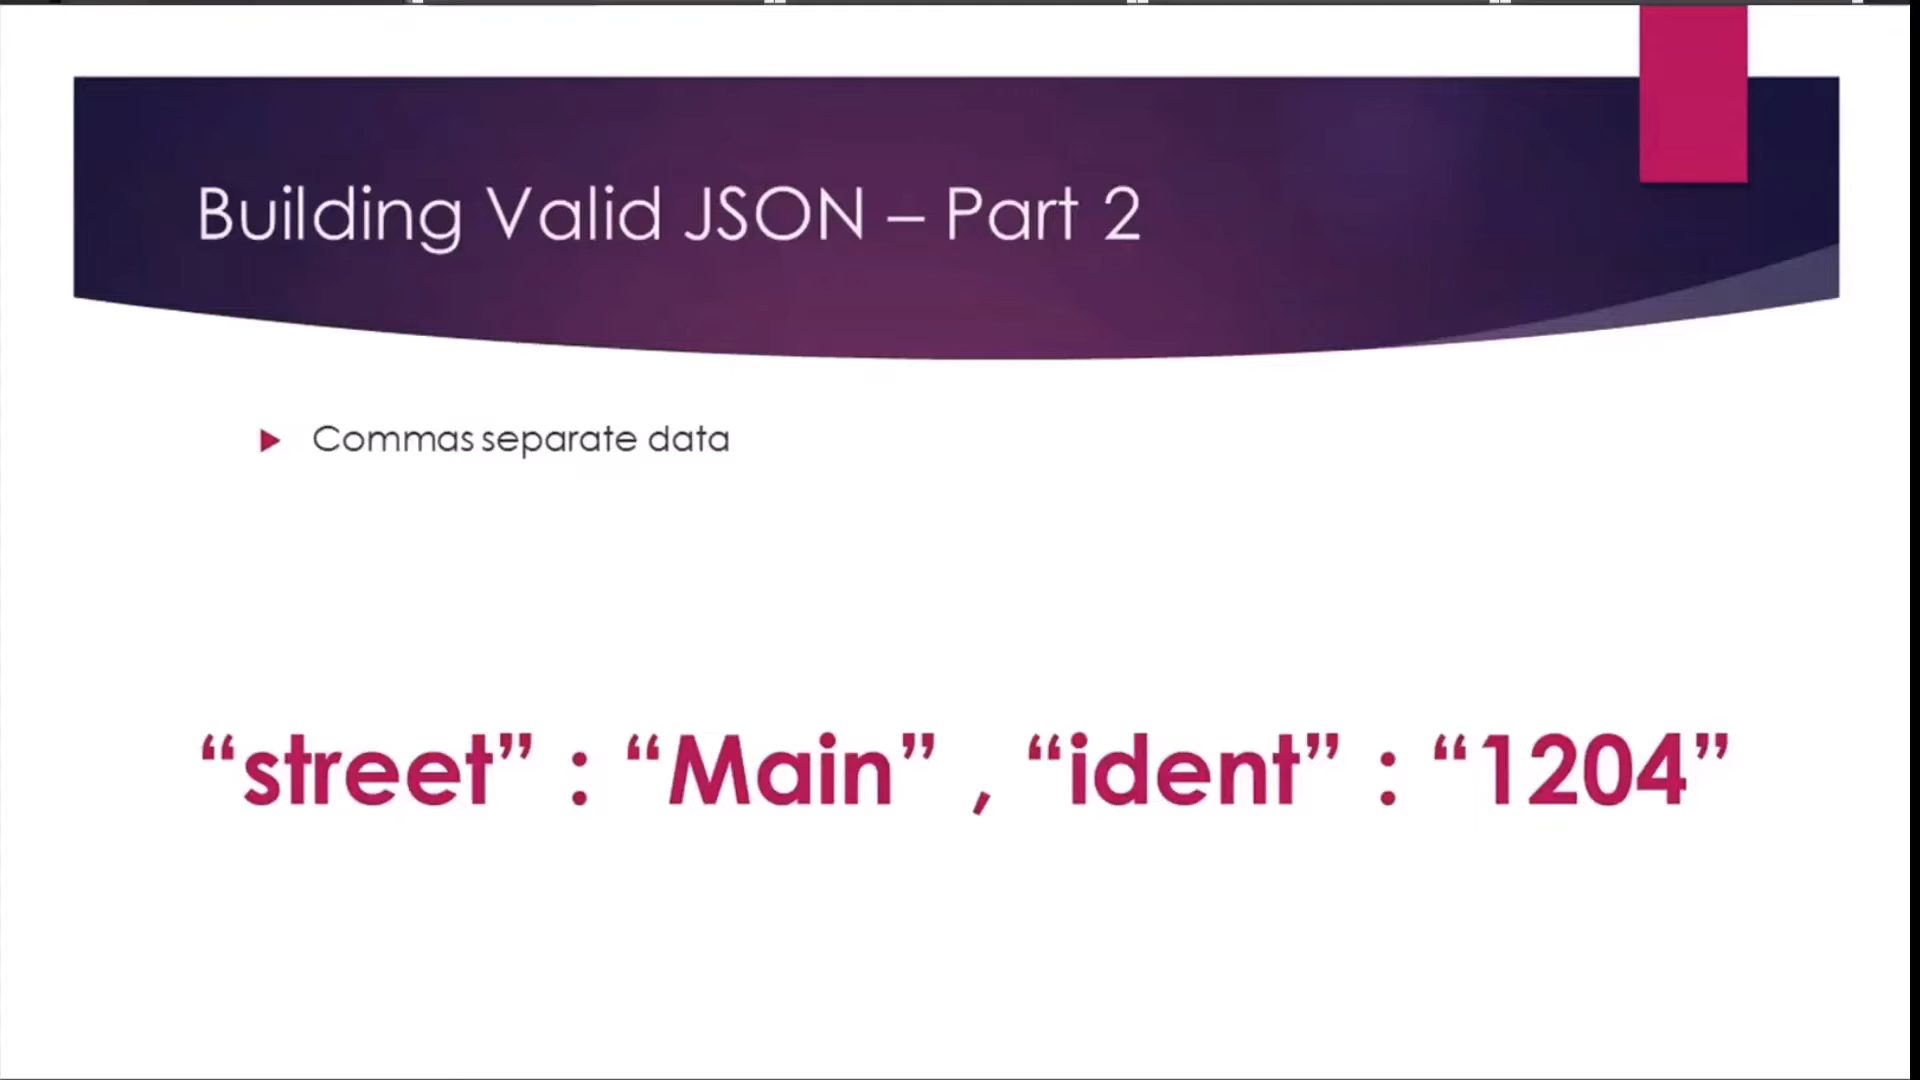 Building Valid JSON – Part 2
Commas separate data
“street” : “Main” , “ident” : “1204”